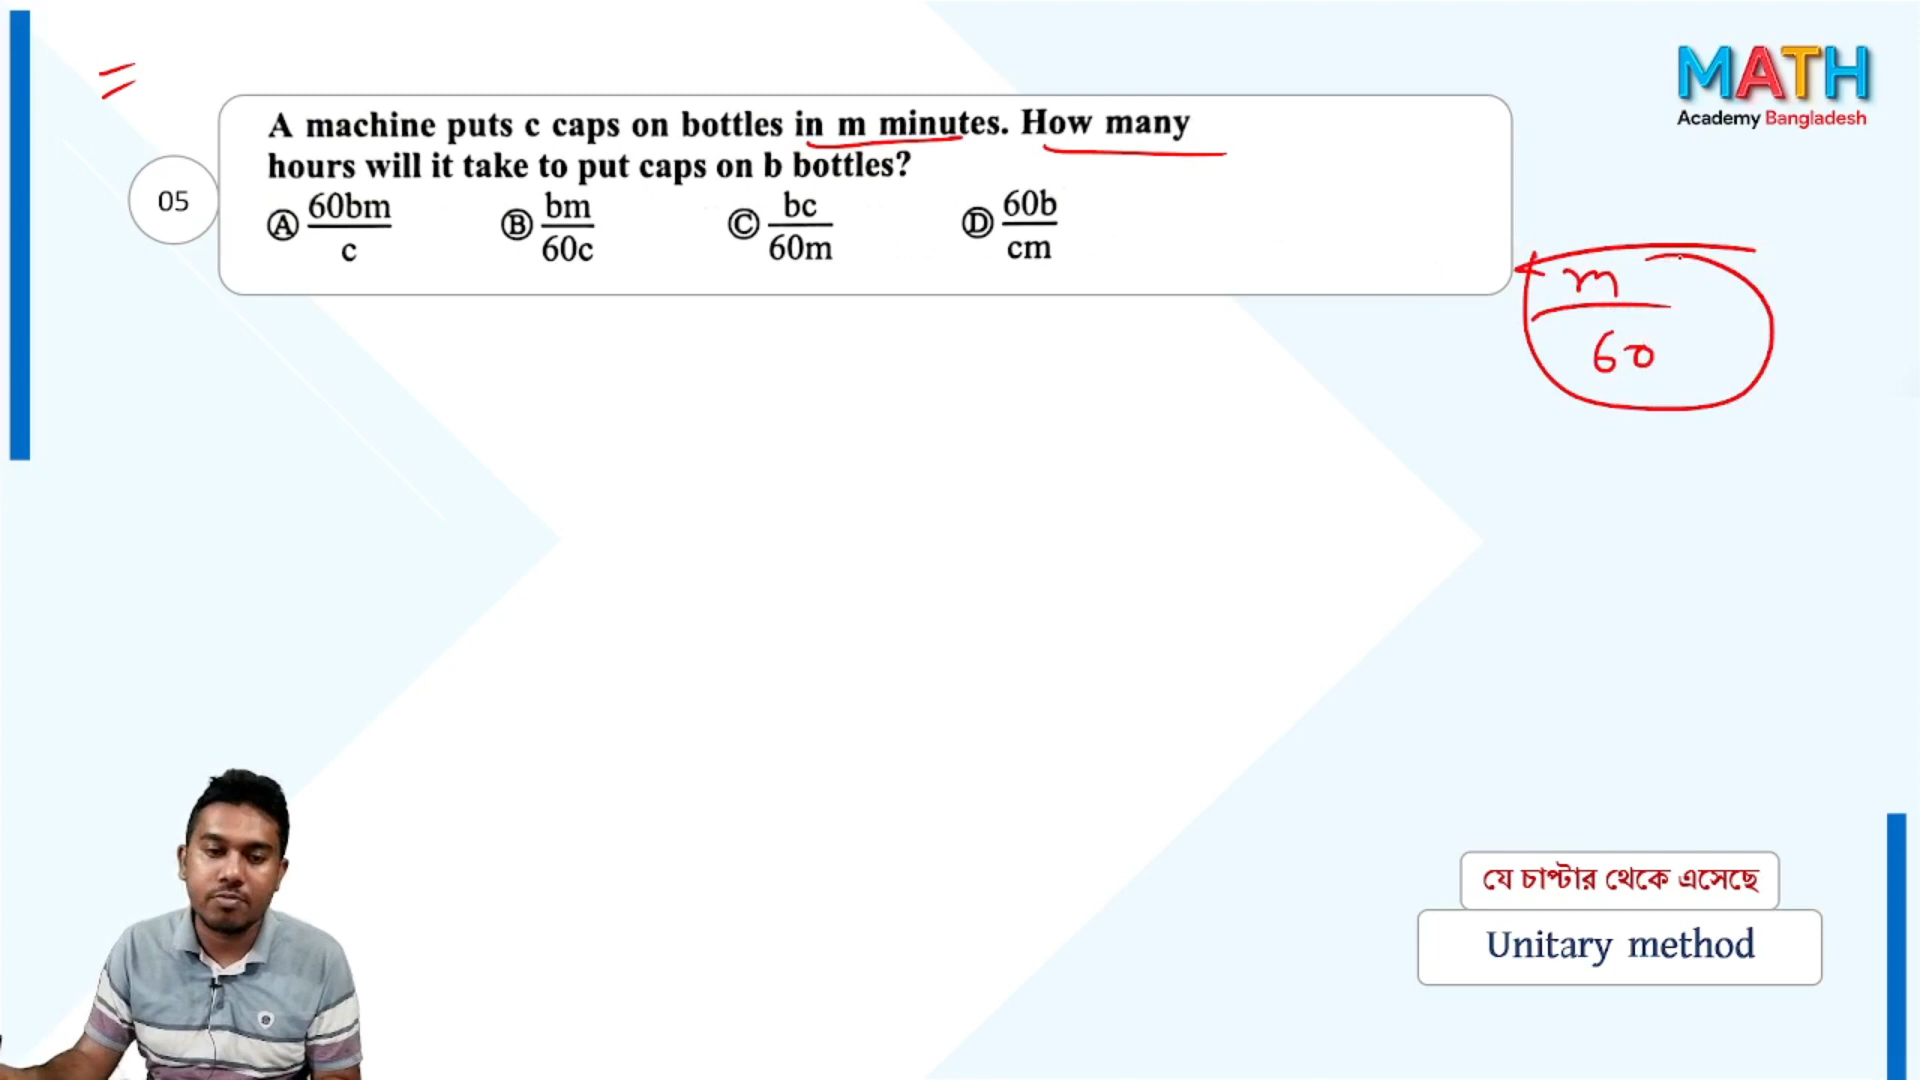 MATH
Academy Bangladesh
05
A machine puts c caps on bottles in m minutes. How many
hours will it take to put caps on b bottles?
Ⓐ 60bm/c Ⓑ bm/60c Ⓒ bc/60m Ⓓ 60b/cm
m
60
যে চাপ্টার থেকে এসেছে
Unitary method